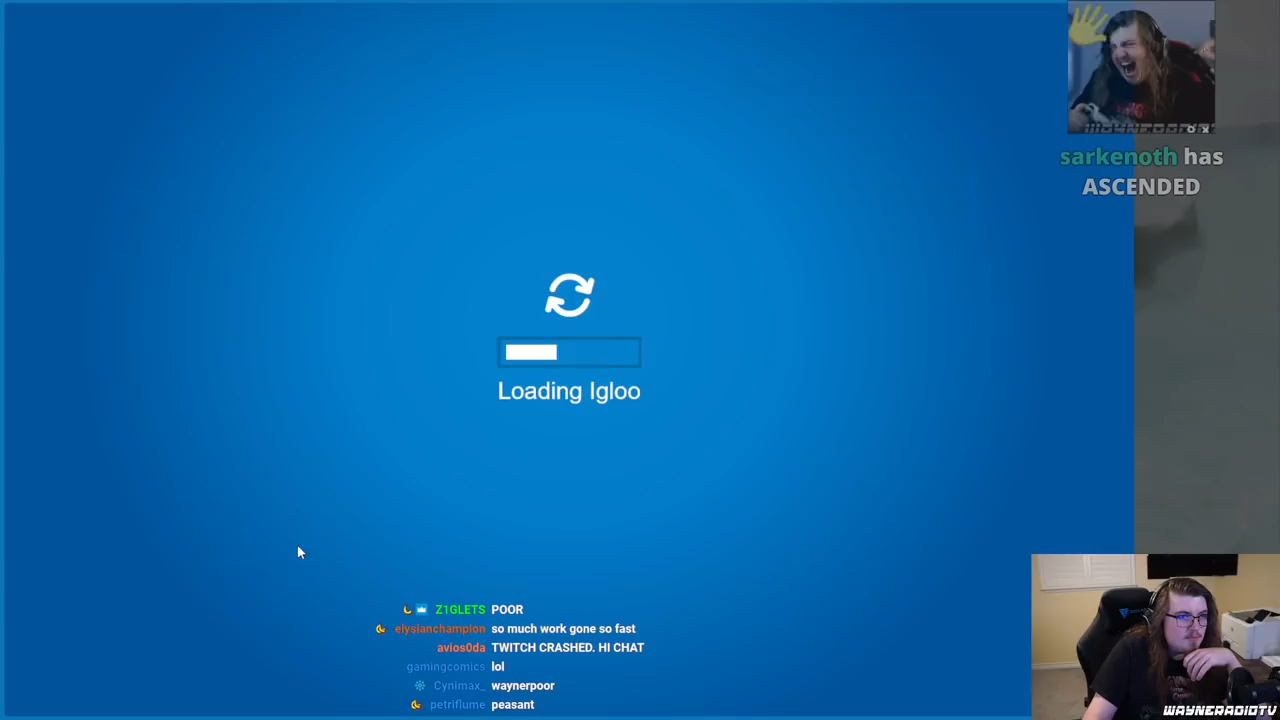 sarkenoth has
ASCENDED
Loading Igloo
Z1GLETS POOR
elysianchampion so much work gone so fast
avios0da TWITCH CRASHED. HI CHAT
gamingcomics lol
Cynimax_ waynerpoor
petriflume peasant
WAYNERADIOTV